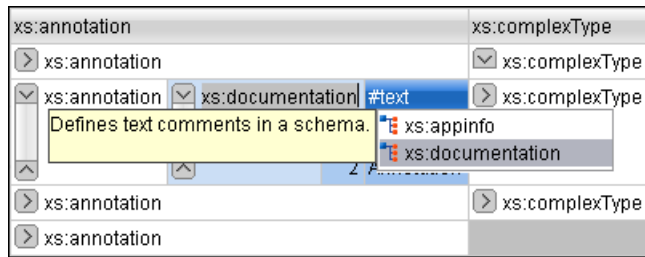 xs:annotation xs:complexType
xs:annotation xs:complexType
xs:annotation xs:documentation #text xs:complexType
Defines text comments in a schema. xs:appinfo
xs:documentation
2
xs:annotation xs:complexType
xs:annotation